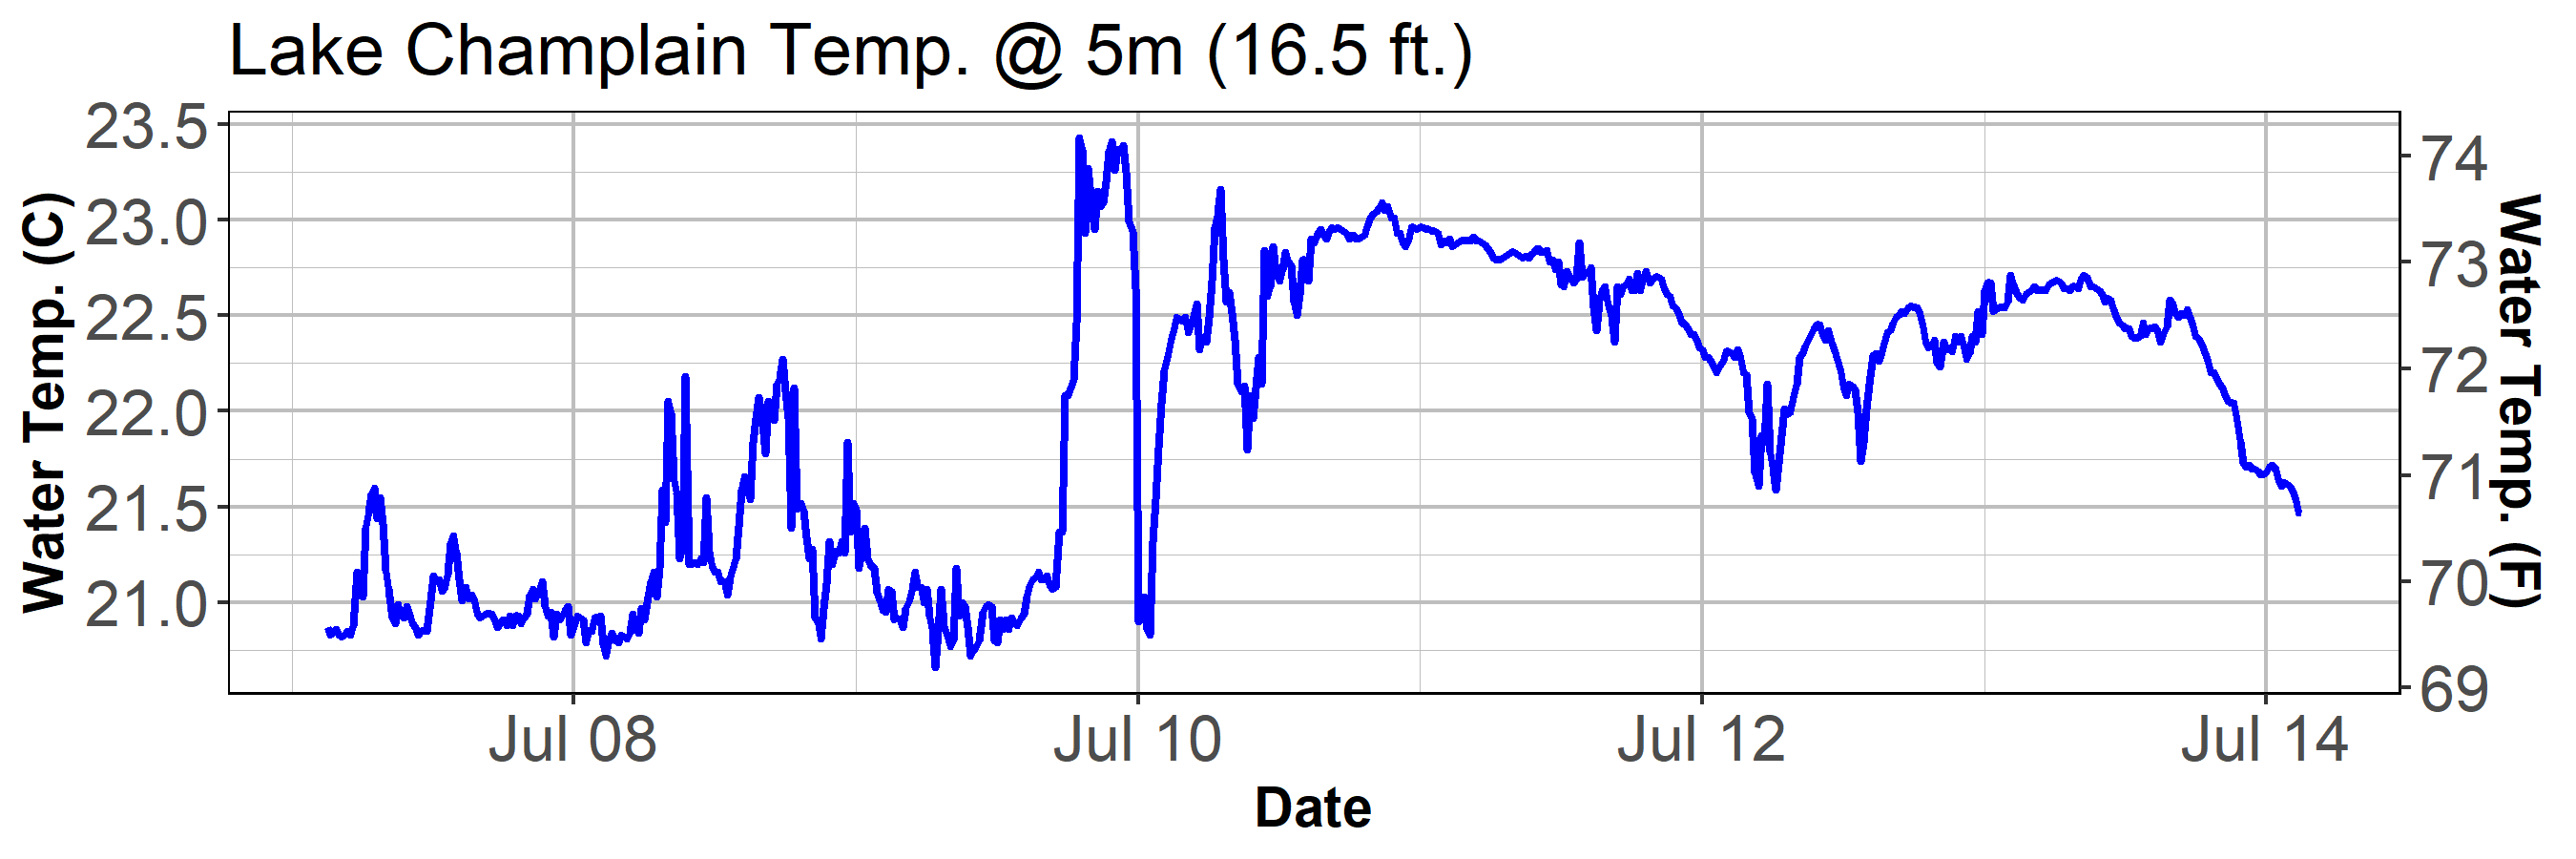 Lake Champlain Temp. @ 5m (16.5 ft.)
Water Temp. (C)
23.5
23.0
22.5
22.0
21.5
21.0
74
73
72
71
70
69
Water Temp. (F)
Jul 08
Jul 10
Jul 12
Jul 14
Date